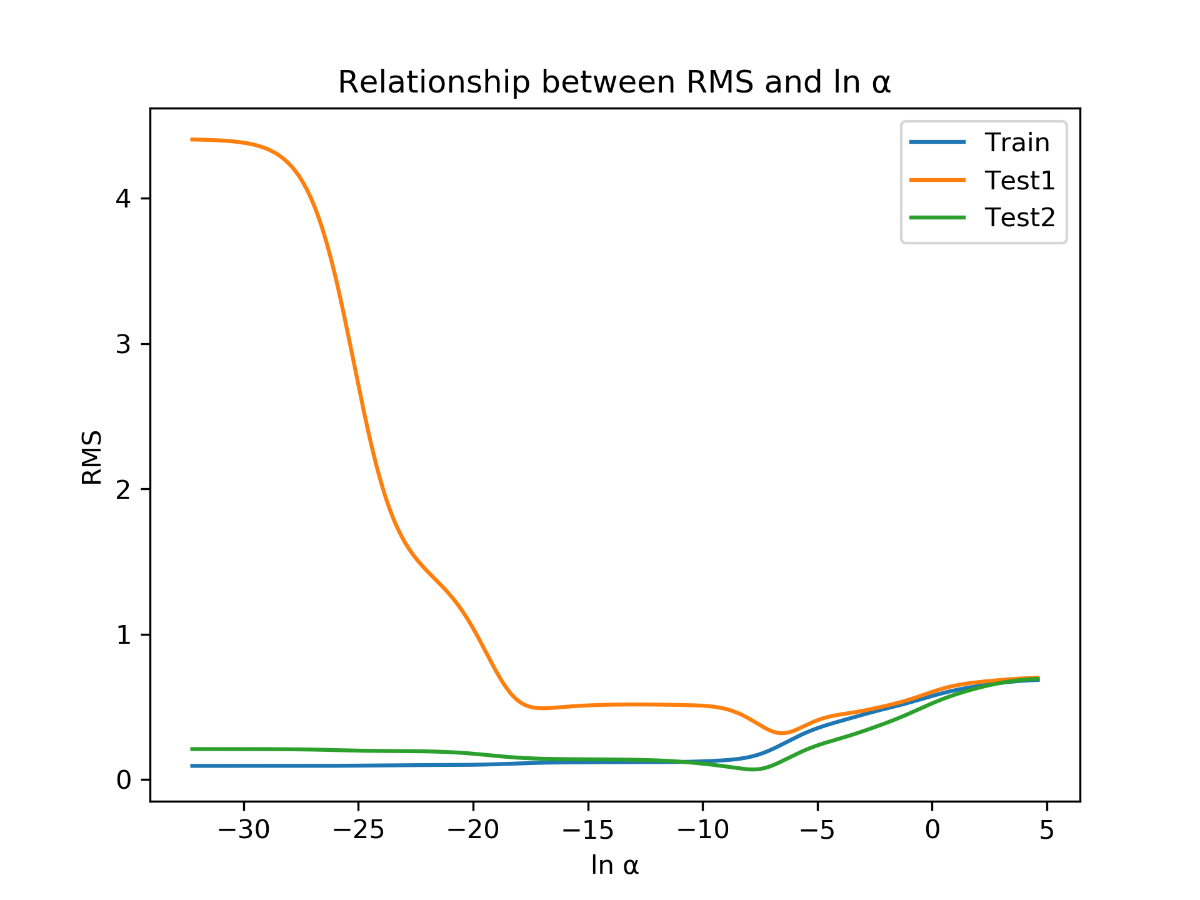 Relationship between RMS and ln α
Train
Test1
Test2
RMS
4
3
2
1
0
−30
−25
−20
−15
−10
−5
0
5
ln α